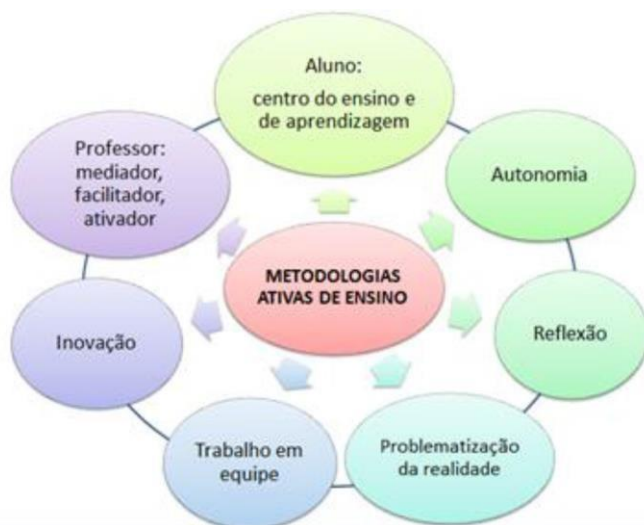 Aluno:
centro do ensino e
de aprendizagem
Autonomia
Reflexão
Problematização
da realidade
Trabalho em
equipe
Inovação
Professor:
mediador,
facilitador,
ativador
METODOLOGIAS
ATIVAS DE ENSINO